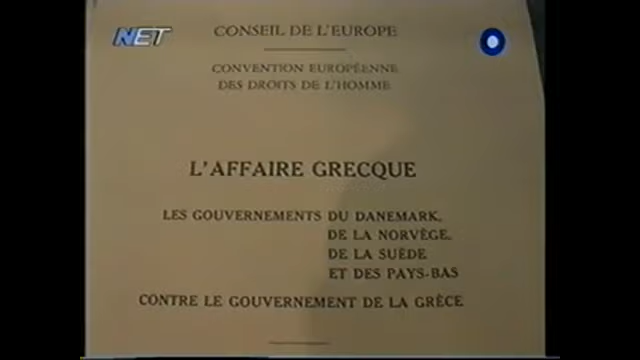 NET
CONSEIL DE L'EUROPE
CONVENTION EUROPÉENNE
DES DROITS DE L'HOMME
L'AFFAIRE GRECQUE
LES GOUVERNEMENTS DU DANEMARK,
DE LA NORVÈGE,
DE LA SUÈDE
ET DES PAYS-BAS
CONTRE LE GOUVERNEMENT DE LA GRÈCE